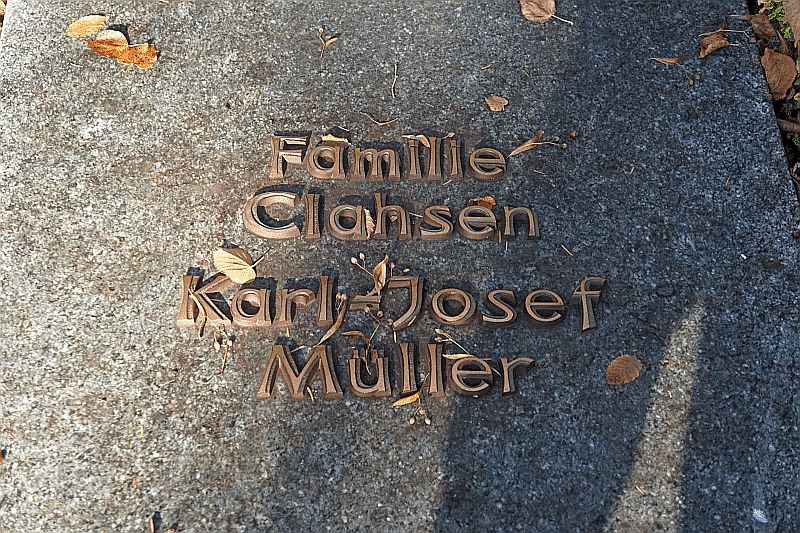 Familie
Clahsen
Karl-Josef
Müller